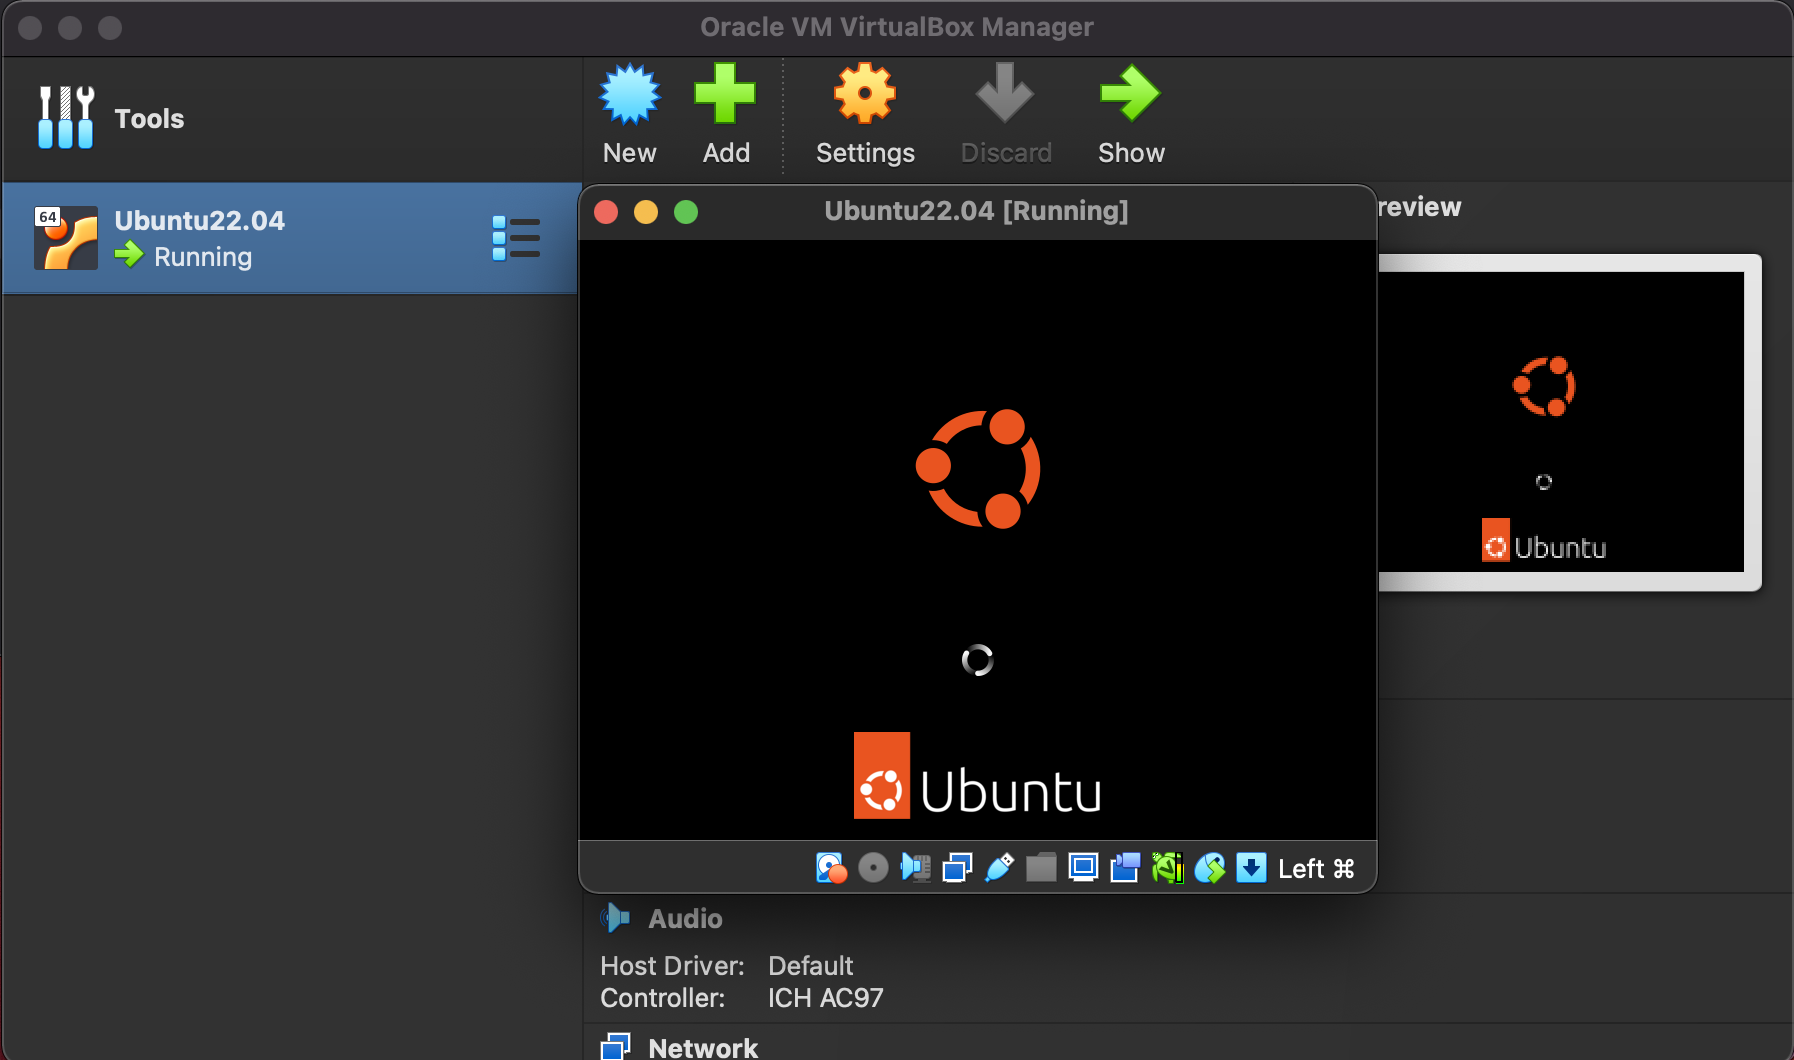 Oracle VM VirtualBox Manager
Tools
New
Add
Settings
Discard
Show
64
Ubuntu22.04
Running
Ubuntu22.04 [Running]
review
Ubuntu
Ubuntu
Left ⌘
Audio
Host Driver: Default
Controller: ICH AC97
Network